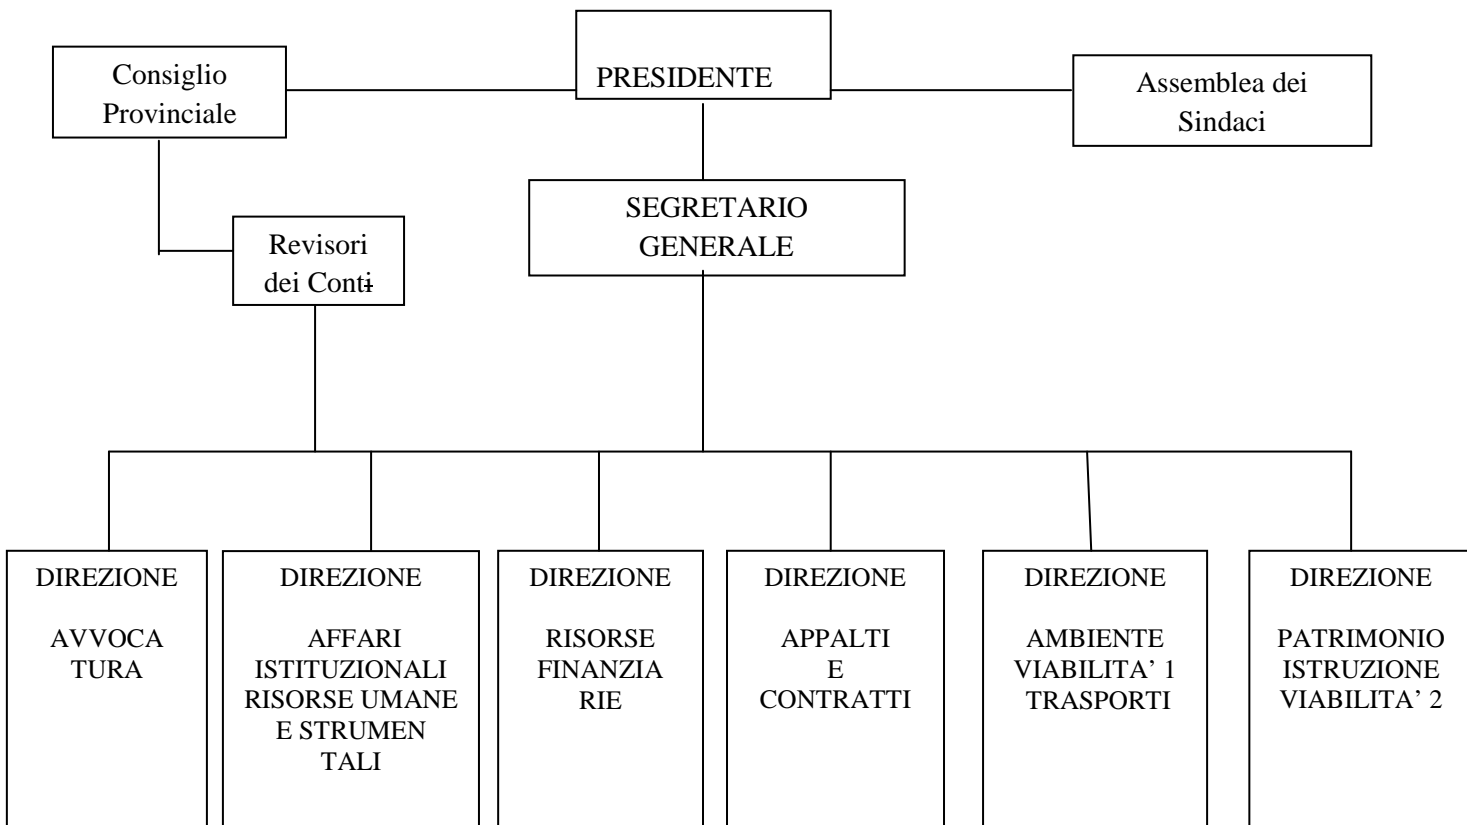 PRESIDENTE
Consiglio
Provinciale
Assemblea dei
Sindaci
SEGRETARIO
GENERALE
Revisori
dei Conti
DIREZIONE
AVVOCA
TURA
DIREZIONE
AFFARI
ISTITUZIONALI
RISORSE UMANE
E STRUMEN
TALI
DIREZIONE
RISORSE
FINANZIA
RIE
DIREZIONE
APPALTI
E
CONTRATTI
DIREZIONE
AMBIENTE
VIABILITA’ 1
TRASPORTI
DIREZIONE
PATRIMONIO
ISTRUZIONE
VIABILITA’ 2